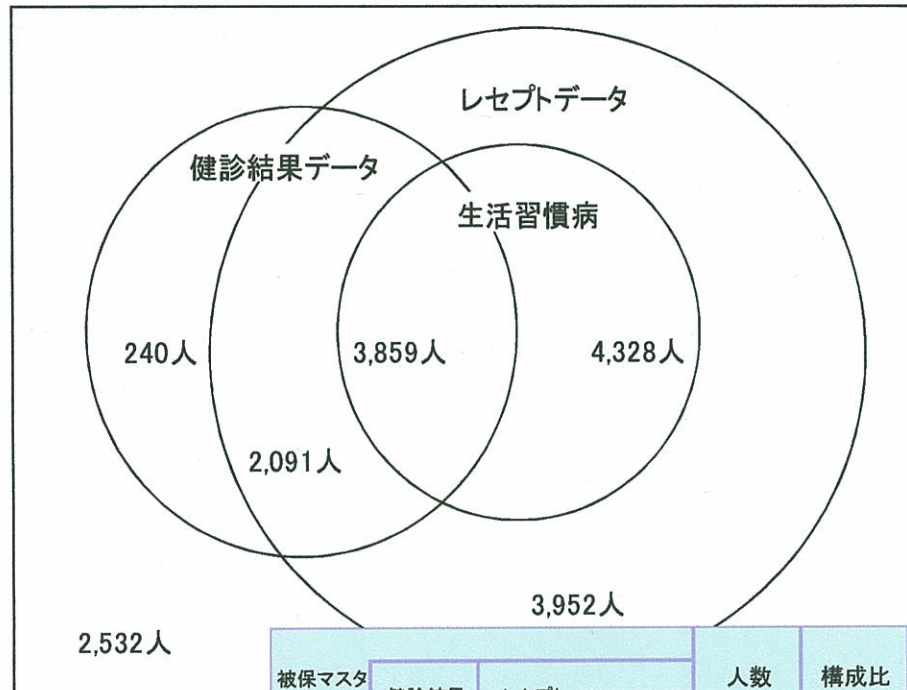 レセプトデータ
健診結果データ
生活習慣病
240人
3,859人
4,328人
2,091人
3,952人
2,532人
被保マスタ
人数
構成比